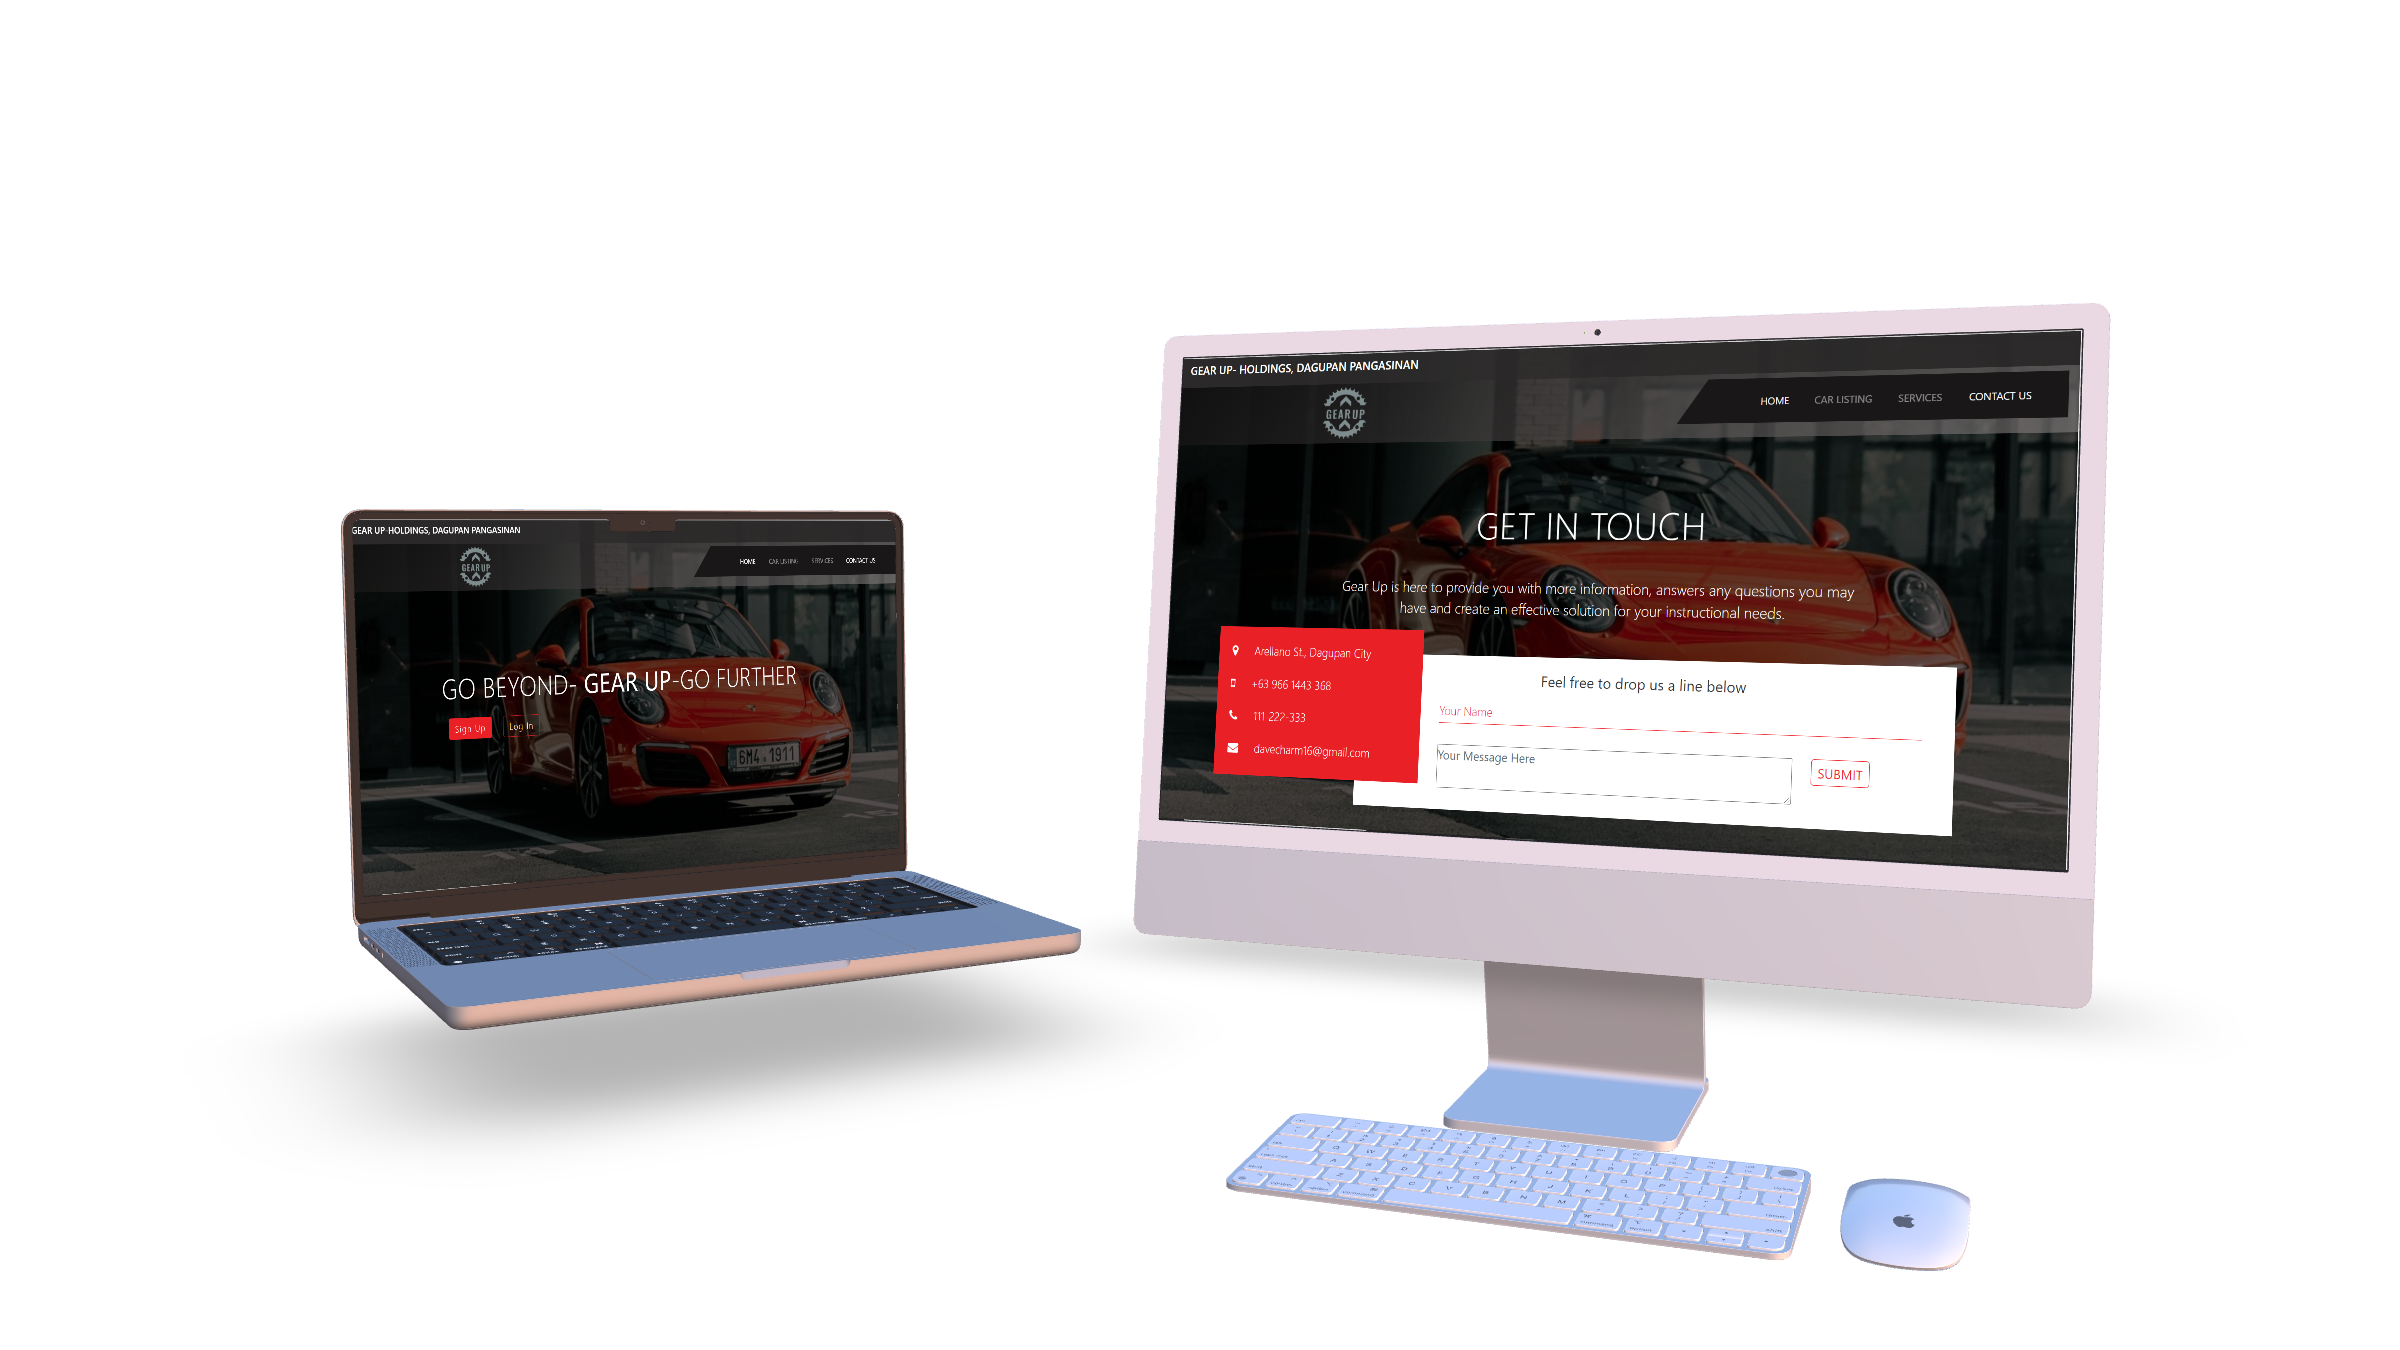 GEAR UP-HOLDINGS, DAGUPAN PANGASINAN
GEAR UP
HOME CAR LISTING SERVICES CONTACT US
GO BEYOND- GEAR UP-GO FURTHER
Sign Up Log In
6M4 1911
GEAR UP- HOLDINGS, DAGUPAN PANGASINAN
GEAR UP
HOME CAR LISTING SERVICES CONTACT US
GET IN TOUCH
Gear Up is here to provide you with more information, answers any questions you may
have and create an effective solution for your instructional needs.
Arellano St., Dagupan City
+63 966 1443 368
111 222-333
davecharm16@gmail.com
Feel free to drop us a line below
Your Name
Your Message Here
SUBMIT